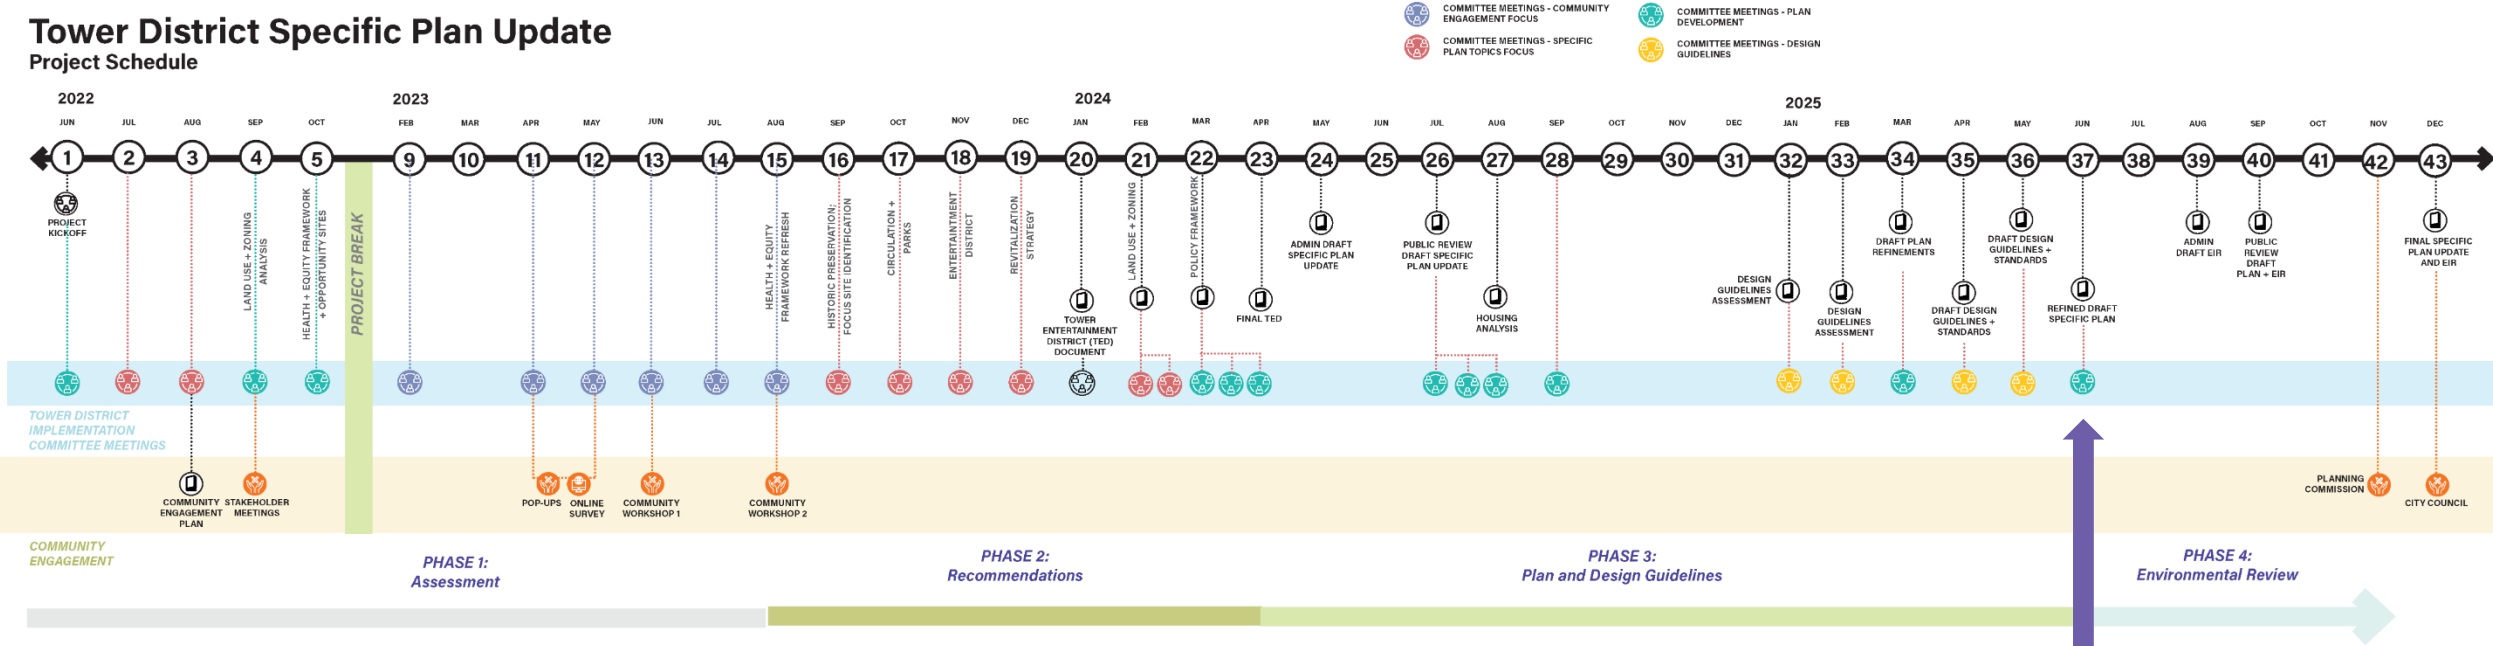 Tower District Specific Plan Update
Project Schedule
COMMITTEE MEETINGS - COMMUNITY
ENGAGEMENT FOCUS
COMMITTEE MEETINGS - SPECIFIC
PLAN TOPICS FOCUS
COMMITTEE MEETINGS - PLAN
DEVELOPMENT
COMMITTEE MEETINGS - DESIGN
GUIDELINES
2022 2023 2024 2025
JUN JUL AUG SEP OCT FEB MAR APR MAY JUN JUL AUG SEP OCT NOV DEC JAN FEB MAR APR MAY JUN JUL AUG SEP OCT NOV DEC JAN FEB MAR APR MAY JUN JUL AUG SEP OCT NOV DEC
1 2 3 4 5 9 10 11 12 13 14 15 16 17 18 19 20 21 22 23 24 25 26 27 28 29 30 31 32 33 34 35 36 37 38 39 40 41 42 43
PROJECT
KICKOFF
LAND USE + ZONING
ANALYSIS
HEALTH + EQUITY FRAMEWORK
+ OPPORTUNITY SITES
PROJECT BREAK
HEALTH + EQUITY
FRAMEWORK REFRESH
HISTORIC PRESERVATION;
FOCUS SITE IDENTIFICATION
CIRCULATION +
PARKS
ENTERTAINTMENT
DISTRICT
REVITALIZATION
STRATEGY
TOWER
ENTERTAINMENT
DISTRICT (TED)
DOCUMENT
LAND USE + ZONING
POLICY FRAMEWORK
FINAL TED
ADMIN DRAFT
SPECIFIC PLAN
UPDATE
PUBLIC REVIEW
DRAFT SPECIFIC
PLAN UPDATE
HOUSING
ANALYSIS
DESIGN
GUIDELINES
ASSESSMENT
DESIGN
GUIDELINES
ASSESSMENT
DRAFT PLAN
REFINEMENTS
DRAFT DESIGN
GUIDELINES +
STANDARDS
DRAFT DESIGN
GUIDELINES +
STANDARDS
REFINED DRAFT
SPECIFIC PLAN
ADMIN
DRAFT EIR
PUBLIC
REVIEW
DRAFT
PLAN + EIR
FINAL SPECIFIC
PLAN UPDATE
AND EIR
TOWER DISTRICT
IMPLEMENTATION
COMMITTEE MEETINGS
COMMUNITY
ENGAGEMENT
PLAN
STAKEHOLDER
MEETINGS
POP-UPS
ONLINE
SURVEY
COMMUNITY
WORKSHOP 1
COMMUNITY
WORKSHOP 2
PLANNING
COMMISSION
CITY COUNCIL
COMMUNITY
ENGAGEMENT
PHASE 1:
Assessment
PHASE 2:
Recommendations
PHASE 3:
Plan and Design Guidelines
PHASE 4:
Environmental Review